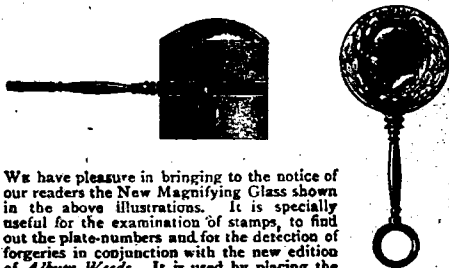 WE have pleasure in bringing to the notice of
our readers the New Magnifying Glass shown
in the above illustrations. It is specially
useful for the examination of stamps, to find
out the plate-numbers and for the detection of
forgeries in conjunction with the new edition
of Album Weeds. It is used by placing the